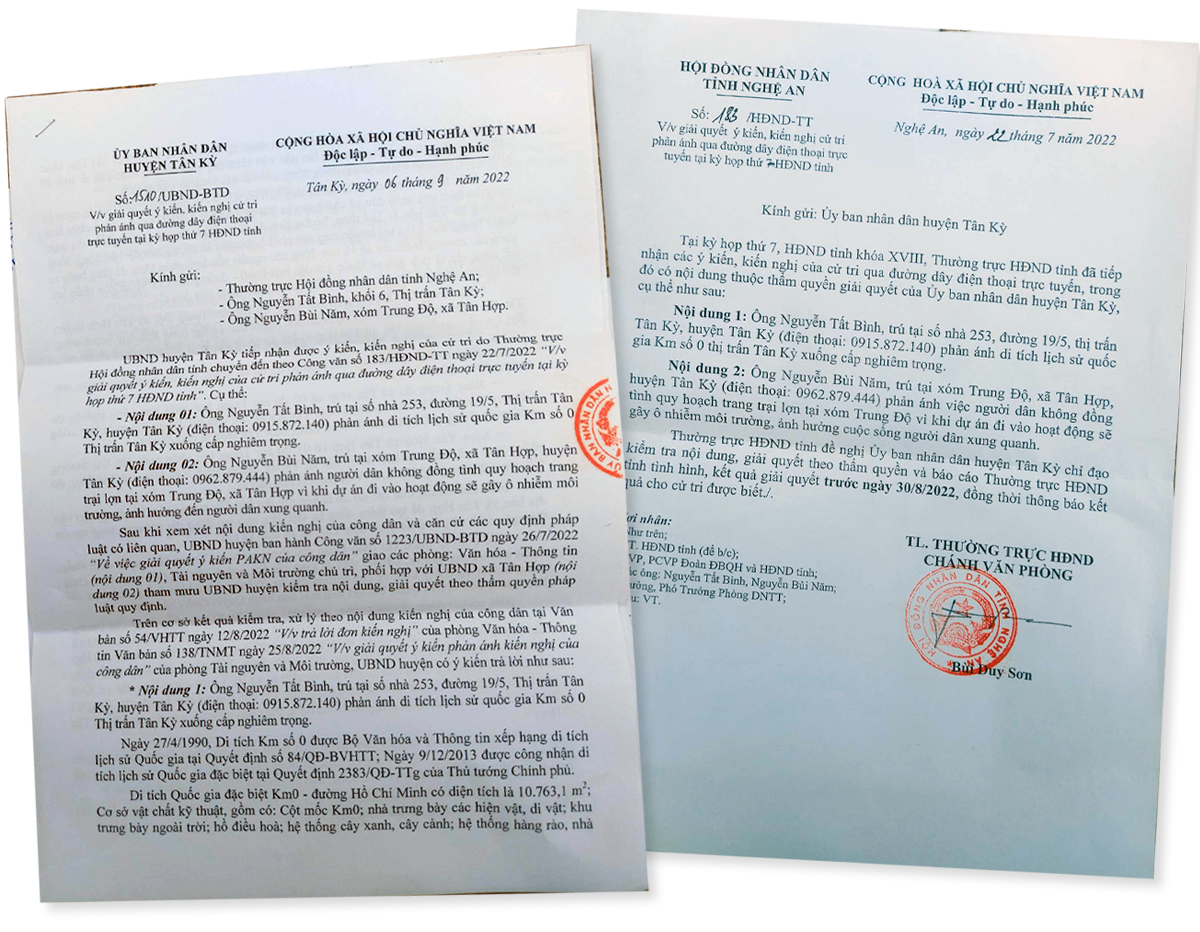 ỦY BAN NHÂN DÂN
HUYỆN TÂN KỲ
CỘNG HÒA XÃ HỘI CHỦ NGHĨA VIỆT NAM
Độc lập - Tự do - Hạnh phúc
Số:1510/UBND-BTD
Tân Kỳ, ngày 06 tháng 9 năm 2022
V/v giải quyết ý kiến, kiến nghị cử tri
phản ánh qua đường dây điện thoại
trực tuyến tại kỳ họp thứ 7 HĐND tỉnh
Kính gửi:
- Thường trực Hội đồng nhân dân tỉnh Nghệ An;
- Ông Nguyễn Tất Bình, khối 6, Thị trấn Tân Kỳ;
- Ông Nguyễn Bùi Năm, xóm Trung Độ, xã Tân Hợp.
UBND huyện Tân Kỳ tiếp nhận được ý kiến, kiến nghị của cử tri do Thường trực
Hội đồng nhân dân tỉnh chuyển đến theo Công văn số 183/HĐND-TT ngày 22/7/2022 “V/v
giải quyết ý kiến, kiến nghị của cử tri phản ánh qua đường dây điện thoại trực tuyến tại kỳ
họp thứ 7 HĐND tỉnh”. Cụ thể:
- Nội dung 01: Ông Nguyễn Tất Bình, trú tại số nhà 253, đường 19/5, Thị trấn Tân
Kỳ, huyện Tân Kỳ (điện thoại: 0915.872.140) phản ánh di tích lịch sử quốc gia Km số 0
Thị trấn Tân Kỳ xuống cấp nghiêm trọng.
- Nội dung 02: Ông Nguyễn Bùi Năm, trú tại xóm Trung Độ, xã Tân Hợp, huyện
Tân Kỳ (điện thoại: 0962.879.444) phản ánh người dân không đồng tình quy hoạch trang
trại lợn tại xóm Trung Độ, xã Tân Hợp vì khi dự án đi vào hoạt động sẽ gây ô nhiễm môi
trường, ảnh hưởng đến người dân xung quanh.
Sau khi xem xét nội dung kiến nghị của công dân và căn cứ các quy định pháp
luật có liên quan, UBND huyện ban hành Công văn số 1223/UBND-BTD ngày 26/7/2022
“Về việc giải quyết ý kiến PAKN của công dân” giao các phòng: Văn hóa - Thông tin
(nội dung 01), Tài nguyên và Môi trường chủ trì, phối hợp với UBND xã Tân Hợp (nội
dung 02) tham mưu UBND huyện kiểm tra nội dung, giải quyết theo thẩm quyền pháp
luật quy định.
Trên cơ sở kết quả kiểm tra, xử lý theo nội dung kiến nghị của công dân tại Văn
bản số 54/VHTT ngày 12/8/2022 “V/v trả lời đơn kiến nghị” của phòng Văn hóa - Thông
tin Văn bản số 138/TNMT ngày 25/8/2022 “V/v giải quyết ý kiến phản ánh kiến nghị của
công dân” của phòng Tài nguyên và Môi trường, UBND huyện có ý kiến trả lời như sau:
* Nội dung 1: Ông Nguyễn Tất Bình, trú tại số nhà 253, đường 19/5, Thị trấn Tân
Kỳ, huyện Tân Kỳ (điện thoại: 0915.872.140) phản ánh di tích lịch sử quốc gia Km số 0
Thị trấn Tân Kỳ xuống cấp nghiêm trọng.
Ngày 27/4/1990, Di tích Km số 0 được Bộ Văn hóa và Thông tin xếp hạng di tích
lịch sử Quốc gia tại Quyết định số 84/QĐ-BVHTT; Ngày 9/12/2013 được công nhận di
tích lịch sử Quốc gia đặc biệt tại Quyết định 2383/QĐ-TTg của Thủ tướng Chính phủ.
Di tích Quốc gia đặc biệt Km0 - đường Hồ Chí Minh có diện tích là 10.763,1 m²;
Cơ sở vật chất kỹ thuật, gồm có: Cột mốc Km0; nhà trưng bày các hiện vật, di vật; khu
trưng bày ngoài trời; hồ điều hoà; hệ thống cây xanh, cây cảnh; hệ thống hàng rào, nhà
HỘI ĐỒNG NHÂN DÂN
TỈNH NGHỆ AN
CỘNG HOÀ XÃ HỘI CHỦ NGHĨA VIỆT NAM
Độc lập - Tự do - Hạnh phúc
Số: 183 /HĐND-TT
Nghệ An, ngày 22 tháng 7 năm 2022
V/v giải quyết ý kiến, kiến nghị cử tri
phản ánh qua đường dây điện thoại trực
tuyến tại kỳ họp thứ 7 HĐND tỉnh
Kính gửi: Ủy ban nhân dân huyện Tân Kỳ
Tại kỳ họp thứ 7, HĐND tỉnh khóa XVIII, Thường trực HĐND tỉnh đã tiếp
nhận các ý kiến, kiến nghị của cử tri qua đường dây điện thoại trực tuyến, trong
đó có nội dung thuộc thẩm quyền giải quyết của Ủy ban nhân dân huyện Tân Kỳ,
cụ thể như sau:
Nội dung 1: Ông Nguyễn Tất Bình, trú tại số nhà 253, đường 19/5, thị trấn
Tân Kỳ, huyện Tân Kỳ (điện thoại: 0915.872.140) phản ánh di tích lịch sử quốc
gia Km số 0 thị trấn Tân Kỳ xuống cấp nghiêm trọng.
Nội dung 2: Ông Nguyễn Bùi Năm, trú tại xóm Trung Độ, xã Tân Hợp,
huyện Tân Kỳ (điện thoại: 0962.879.444) phản ánh việc người dân không đồng
tình quy hoạch trang trại lợn tại xóm Trung Độ vì khi dự án đi vào hoạt động sẽ
gây ô nhiễm môi trường, ảnh hưởng cuộc sống người dân xung quanh.
Thường trực HĐND tỉnh đề nghị Ủy ban nhân dân huyện Tân Kỳ chỉ đạo
kiểm tra nội dung, giải quyết theo thẩm quyền và báo cáo Thường trực HĐND
tỉnh tình hình, kết quả giải quyết trước ngày 30/8/2022, đồng thời thông báo kết
quả cho cử tri được biết./.
ơi nhận:
Như trên;
T. HĐND tỉnh (để b/c);
VP, PCVP Đoàn ĐBQH và HĐND tỉnh;
ác ông: Nguyễn Tất Bình, Nguyễn Bùi Năm;
ưởng, Phó Trưởng Phòng DNTT;
u: VT.
TL. THƯỜNG TRỰC HĐND
CHÁNH VĂN PHÒNG
HỘI ĐỒNG NHÂN DÂN TỈNH NGHỆ AN
Bùi Duy Sơn